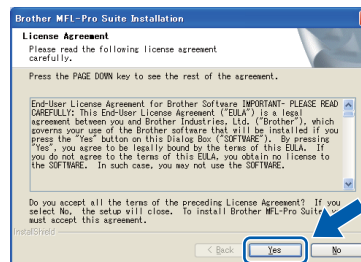 Brother MFL-Pro Suite Installation
License Agreement
Please read the following license agreement
carefully.
Press the PAGE DOWN key to see the rest of the agreement.
End-User License Agreement for Brother Software IMPORTANT- PLEASE READ
CAREFULLY: This End-User License Agreement ("EULA") is a legal
agreement between you and Brother Industries, Ltd. ("Brother"), which
governs your use of the Brother software that will be installed if you
press the "Yes" button on this Dialog Box ("SOFTWARE"). By pressing
"Yes", you agree to be legally bound by the terms of this EULA. If
you do not agree to the terms of this EULA, you obtain no license to
the SOFTWARE. In such case, you may not use the SOFTWARE.
Do you accept all the terms of the preceding License Agreement? If you
select No, the setup will close. To install Brother MFL-Pro Suite, you
must accept this agreement.
InstallShield
< Back
Yes
No